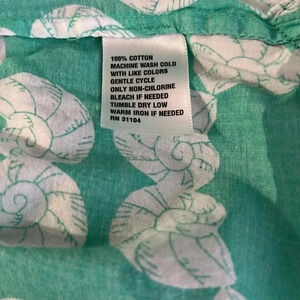 100% COTTON
MACHINE WASH COLD
WITH LIKE COLORS
GENTLE CYCLE
ONLY NON-CHLORINE
BLEACH IF NEEDED
TUMBLE DRY LOW
WARM IRON IF NEEDED
RN 31104